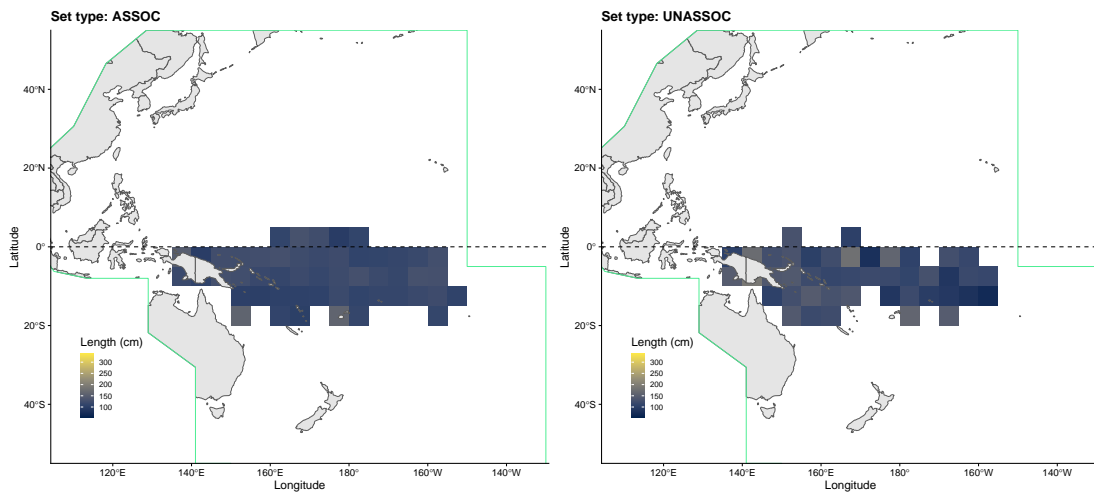 Set type: ASSOC
40°N
20°N
0°
20°S
40°S
Latitude
Length (cm)
300
250
200
150
100
120°E
140°E
160°E
180°
160°W
140°W
Longitude
Set type: UNASSOC
40°N
20°N
0°
20°S
40°S
Latitude
Length (cm)
300
250
200
150
100
120°E
140°E
160°E
180°
160°W
140°W
Longitude